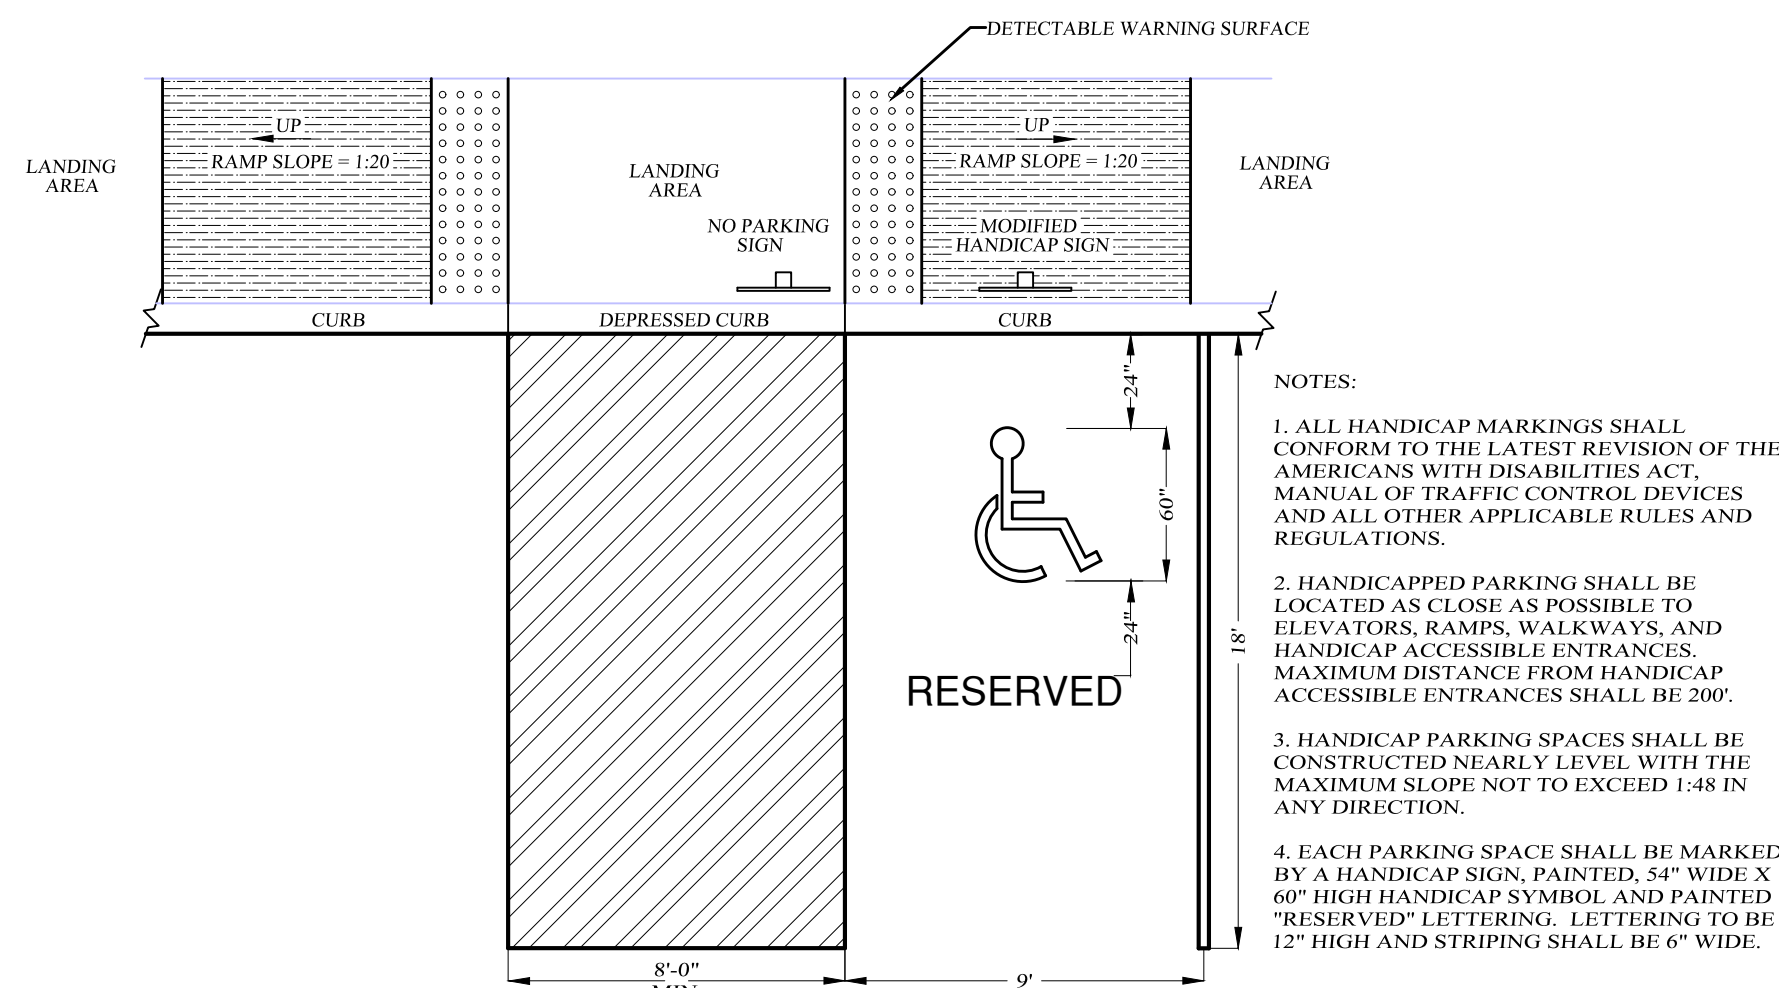 DETECTABLE WARNING SURFACE
UP
RAMP SLOPE = 1:20
LANDING
AREA
LANDING
AREA
NO PARKING
SIGN
UP
RAMP SLOPE = 1:20
MODIFIED
HANDICAP SIGN
LANDING
AREA
CURB
DEPRESSED CURB
CURB
24"
60"
24"
18'
RESERVED
8'-0"
MIN
9'
NOTES:
1. ALL HANDICAP MARKINGS SHALL
CONFORM TO THE LATEST REVISION OF THE
AMERICANS WITH DISABILITIES ACT,
MANUAL OF TRAFFIC CONTROL DEVICES
AND ALL OTHER APPLICABLE RULES AND
REGULATIONS.
2. HANDICAPPED PARKING SHALL BE
LOCATED AS CLOSE AS POSSIBLE TO
ELEVATORS, RAMPS, WALKWAYS, AND
HANDICAP ACCESSIBLE ENTRANCES.
MAXIMUM DISTANCE FROM HANDICAP
ACCESSIBLE ENTRANCES SHALL BE 200'.
3. HANDICAP PARKING SPACES SHALL BE
CONSTRUCTED NEARLY LEVEL WITH THE
MAXIMUM SLOPE NOT TO EXCEED 1:48 IN
ANY DIRECTION.
4. EACH PARKING SPACE SHALL BE MARKED
BY A HANDICAP SIGN, PAINTED, 54" WIDE X
60" HIGH HANDICAP SYMBOL AND PAINTED
"RESERVED" LETTERING. LETTERING TO BE
12" HIGH AND STRIPING SHALL BE 6" WIDE.